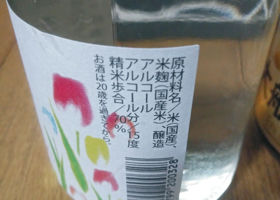 原材料名／米(国産)、
米麹(国産米)、醸造
アルコール
アルコール分／15度
精米歩合／70%
お酒は20歳を過ぎてから。
200328